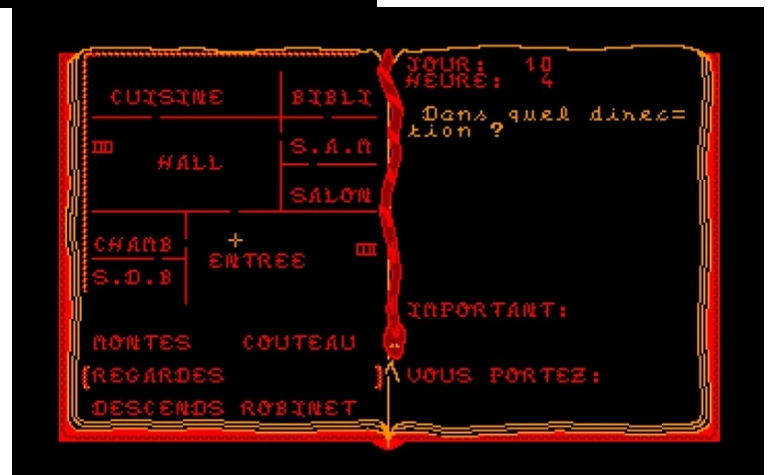 CUISINE BIBLI
HALL S.A.M
SALON
CHAMB
ENTREE
S.D.B
MONTES COUTEAU
[REGARDES ]
DESCENDS ROBINET
JOUR: 10
HEURE: 4
Dans quel direc=
tion ?
IMPORTANT:
VOUS PORTEZ: